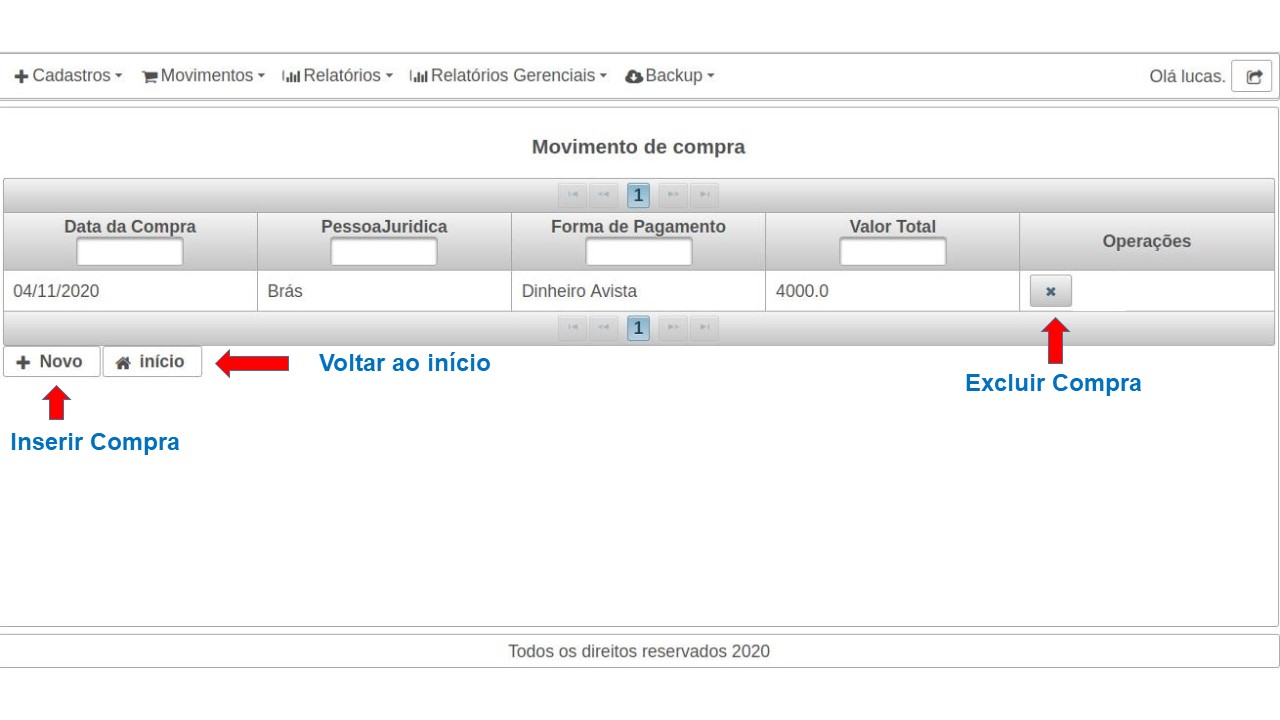 Cadastros Movimentos Relatórios Relatórios Gerenciais Backup Olá lucas.
Movimento de compra
1
Data da Compra PessoaJuridica Forma de Pagamento Valor Total Operações
04/11/2020 Brás Dinheiro Avista 4000.0
1
Novo início Voltar ao início
Excluir Compra
Inserir Compra
Todos os direitos reservados 2020